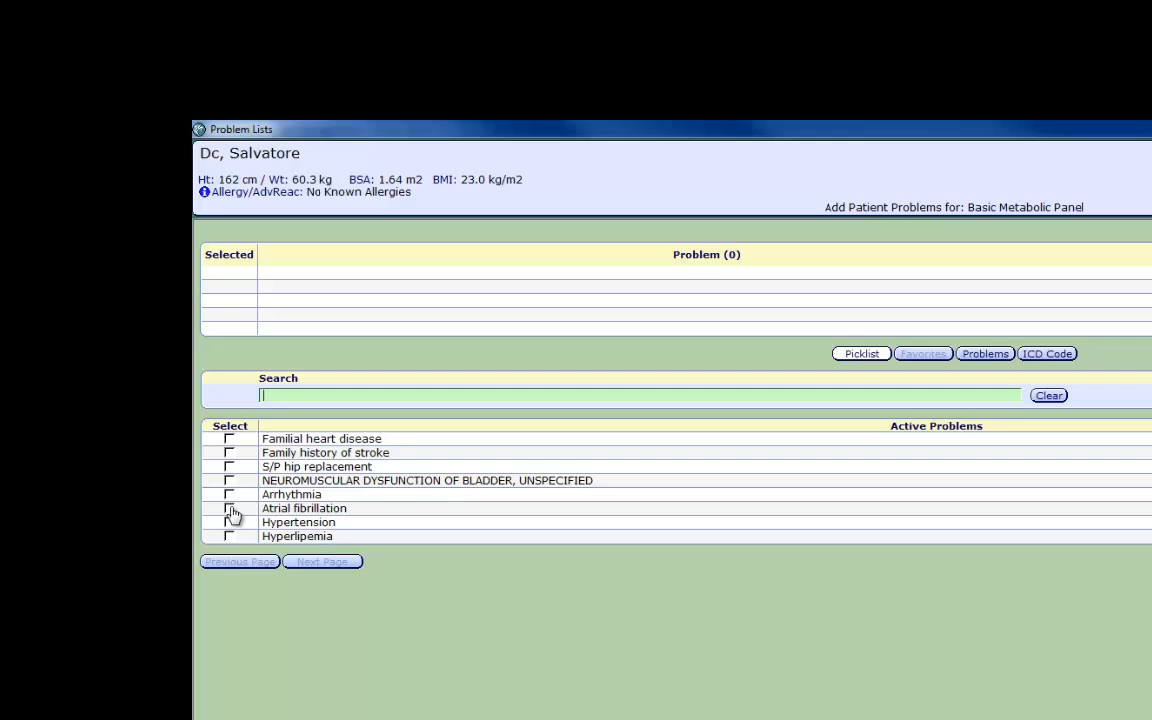 Problem Lists
Dc, Salvatore
Ht: 162 cm / Wt: 60.3 kg BSA: 1.64 m2 BMI: 23.0 kg/m2
Allergy/AdvReac: No Known Allergies
Add Patient Problems for: Basic Metabolic Panel
Selected Problem (0)
Picklist Favorites Problems ICD Code
Search
Clear
Select Active Problems
Familial heart disease
Family history of stroke
S/P hip replacement
NEUROMUSCULAR DYSFUNCTION OF BLADDER, UNSPECIFIED
Arrhythmia
Atrial fibrillation
Hypertension
Hyperlipemia
Previous Page Next Page